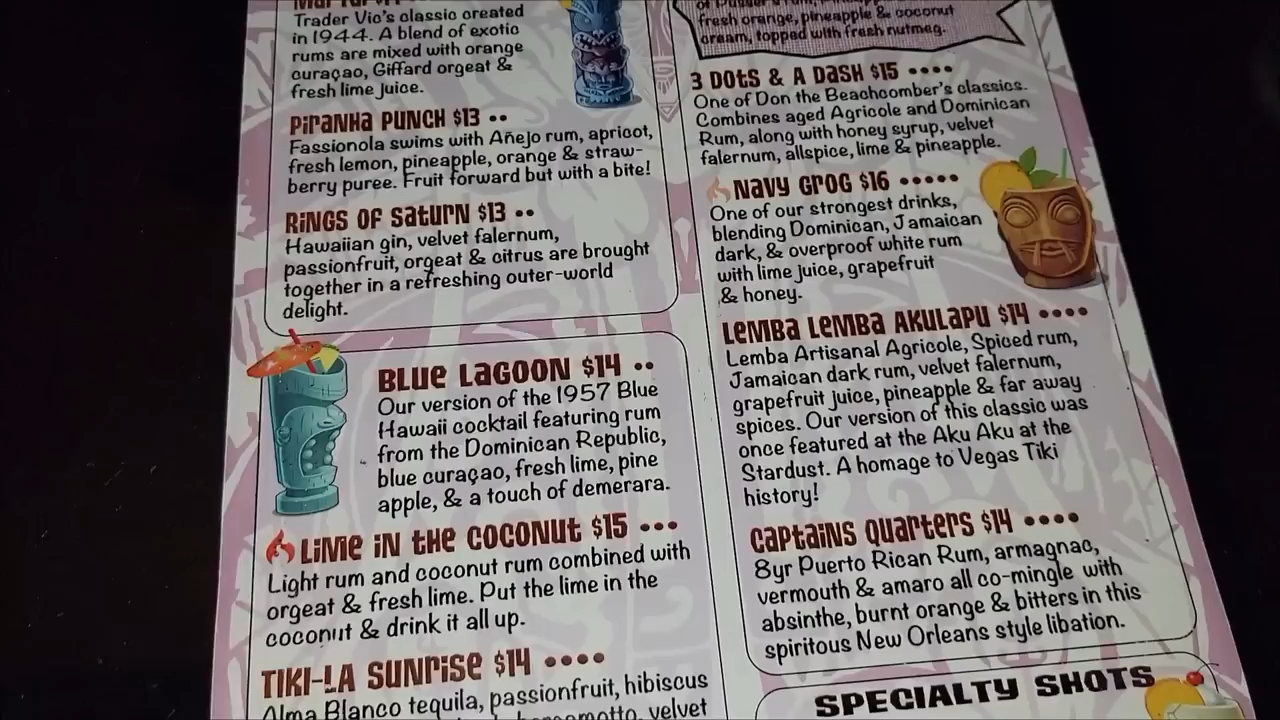 Trader Vic's classic created
in 1944. A blend of exotic
rums are mixed with orange
curaçao, Giffard orgeat &
fresh lime juice.
PIRANHA PUNCH $13 ••
Fassionola swims with Añejo rum, apricot,
fresh lemon, pineapple, orange & straw-
berry puree. Fruit forward but with a bite!
RINGS OF SATURN $13 ••
Hawaiian gin, velvet falernum,
passionfruit, orgeat & citrus are brought
together in a refreshing outer-world
delight.
BLUE LAGOON $14 ••
Our version of the 1957 Blue
Hawaii cocktail featuring rum
from the Dominican Republic,
blue curaçao, fresh lime, pine
apple, & a touch of demerara.
LIME IN THE COCONUT $15 •••
Light rum and coconut rum combined with
orgeat & fresh lime. Put the lime in the
coconut & drink it all up.
TIKI-LA SUNRISE $14 ••••
Alma Blanco tequila, passionfruit, hibiscus
velvet
fresh orange, pineapple & coconut
cream, topped with fresh nutmeg.
3 DOTS & A DASH $15 ••••
One of Don the Beachcomber's classics.
Combines aged Agricole and Dominican
Rum, along with honey syrup, velvet
falernum, allspice, lime & pineapple.
NAVY GROG $16 •••••
One of our strongest drinks,
blending Dominican, Jamaican
dark, & overproof white rum
with lime juice, grapefruit
& honey.
LEMBA LEMBA AKULAPU $14 ••••
Lemba Artisanal Agricole, Spiced rum,
Jamaican dark rum, velvet falernum,
grapefruit juice, pineapple & far away
spices. Our version of this classic was
once featured at the Aku Aku at the
Stardust. A homage to Vegas Tiki
history!
CAPTAINS QUARTERS $14 ••••
8yr Puerto Rican Rum, armagnac,
vermouth & amaro all co-mingle with
absinthe, burnt orange & bitters in this
spiritous New Orleans style libation.
SPECIALTY SHOTS